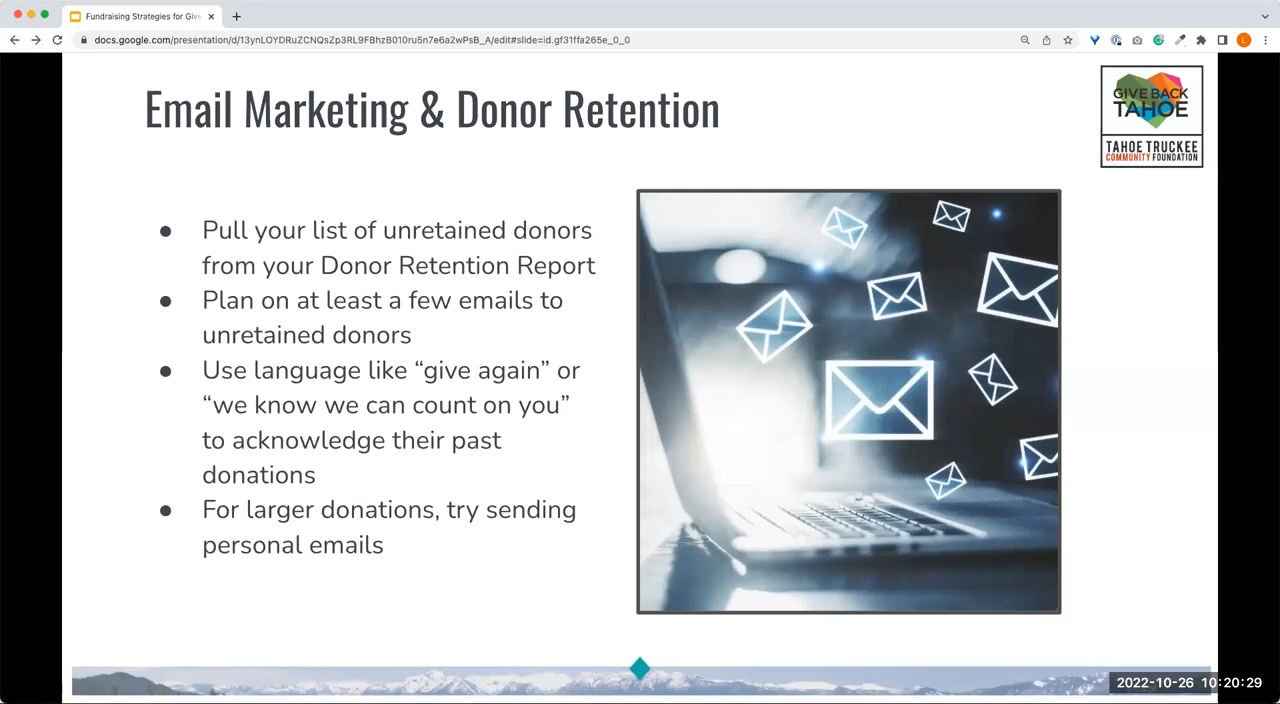 Fundraising Strategies for Give
docs.google.com/presentation/d/13ynLOYDRuZCNQsZp3RL9FBhzB010ru5n7e6a2wPsB_A/edit#slide=id.gf31ffa265e_0_0
L
Email Marketing & Donor Retention
GIVE BACK
TAHOE
TAHOE TRUCKEE
COMMUNITY FOUNDATION
● Pull your list of unretained donors
from your Donor Retention Report
● Plan on at least a few emails to
unretained donors
● Use language like “give again” or
“we know we can count on you”
to acknowledge their past
donations
● For larger donations, try sending
personal emails
2022-10-26 10:20:29